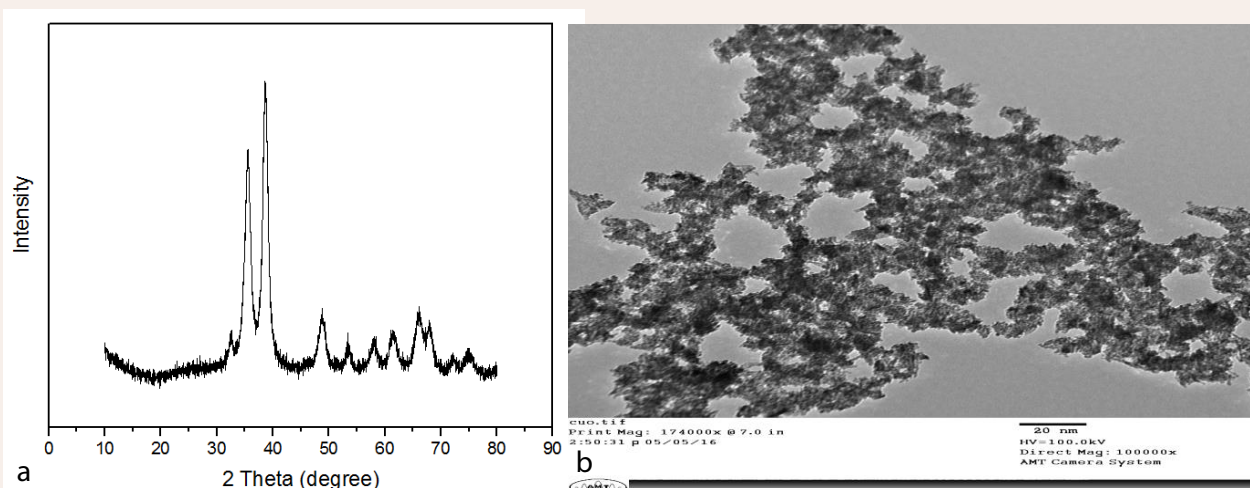 Intensity
0 10 20 30 40 50 60 70 80 90
2 Theta (degree)
a
cuo.tif
Print Mag: 174000x @ 7.0 in
2:50:31 p 05/05/16
b
20 nm
HV=100.0kV
Direct Mag: 100000x
AMT Camera System